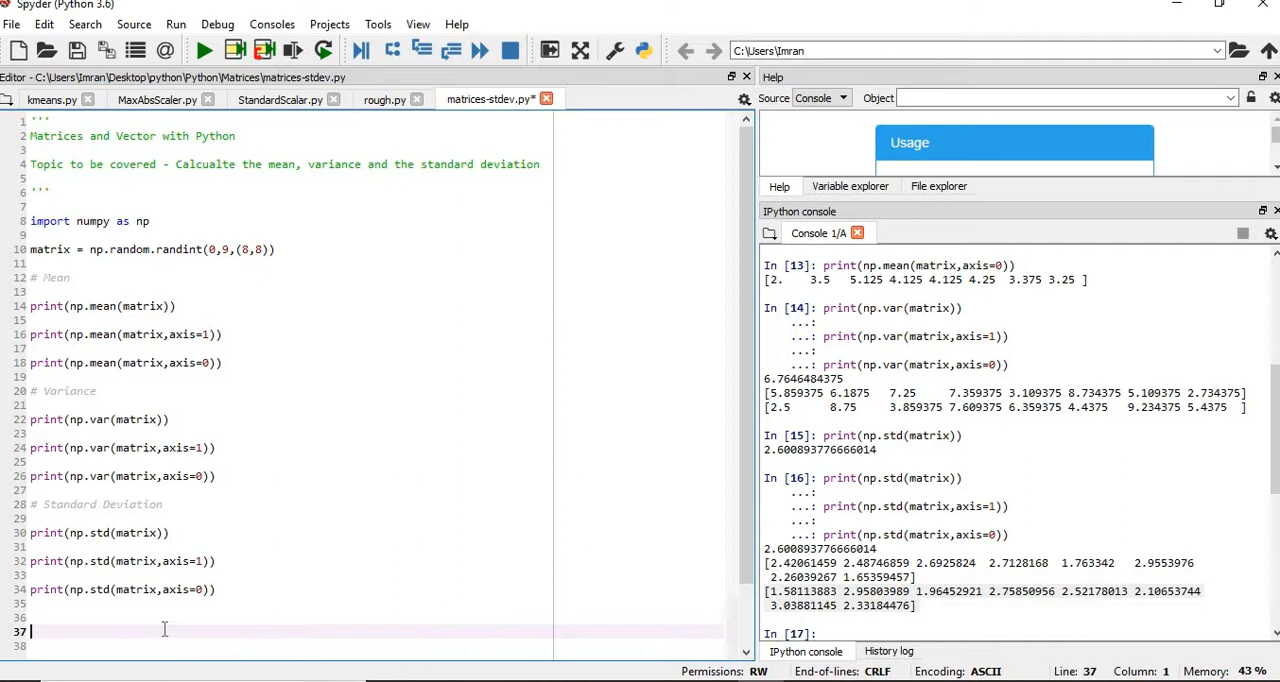 Spyder (Python 3.6)
File Edit Search Source Run Debug Consoles Projects Tools View Help
C:\Users\Imran
Editor - C:\Users\Imran\Desktop\python\Python\Matrices\matrices-stdev.py
kmeans.py MaxAbsScaler.py StandardScalar.py rough.py matrices-stdev.py*
1 '''
2 Matrices and Vector with Python
3
4 Topic to be covered - Calcualte the mean, variance and the standard deviation
5
6 '''
7
8 import numpy as np
9
10 matrix = np.random.randint(0,9,(8,8))
11
12 # Mean
13
14 print(np.mean(matrix))
15
16 print(np.mean(matrix,axis=1))
17
18 print(np.mean(matrix,axis=0))
19
20 # Variance
21
22 print(np.var(matrix))
23
24 print(np.var(matrix,axis=1))
25
26 print(np.var(matrix,axis=0))
27
28 # Standard Deviation
29
30 print(np.std(matrix))
31
32 print(np.std(matrix,axis=1))
33
34 print(np.std(matrix,axis=0))
35
36
37
38
Help
Source Console Object
Usage
Help Variable explorer File explorer
IPython console
Console 1/A
In [13]: print(np.mean(matrix,axis=0))
[2. 3.5 5.125 4.125 4.125 4.25 3.375 3.25 ]
In [14]: print(np.var(matrix))
...:
...: print(np.var(matrix,axis=1))
...:
...: print(np.var(matrix,axis=0))
6.7646484375
[5.859375 6.1875 7.25 7.359375 3.109375 8.734375 5.109375 2.734375]
[2.5 8.75 3.859375 7.609375 6.359375 4.4375 9.234375 5.4375 ]
In [15]: print(np.std(matrix))
2.600893776666014
In [16]: print(np.std(matrix))
...:
...: print(np.std(matrix,axis=1))
...:
...: print(np.std(matrix,axis=0))
2.600893776666014
[2.42061459 2.48746859 2.6925824 2.7128168 1.763342 2.9553976
2.26039267 1.65359457]
[1.58113883 2.95803989 1.96452921 2.75850956 2.52178013 2.10653744
3.03881145 2.33184476]
In [17]:
IPython console History log
Permissions: RW End-of-lines: CRLF Encoding: ASCII Line: 37 Column: 1 Memory: 43 %